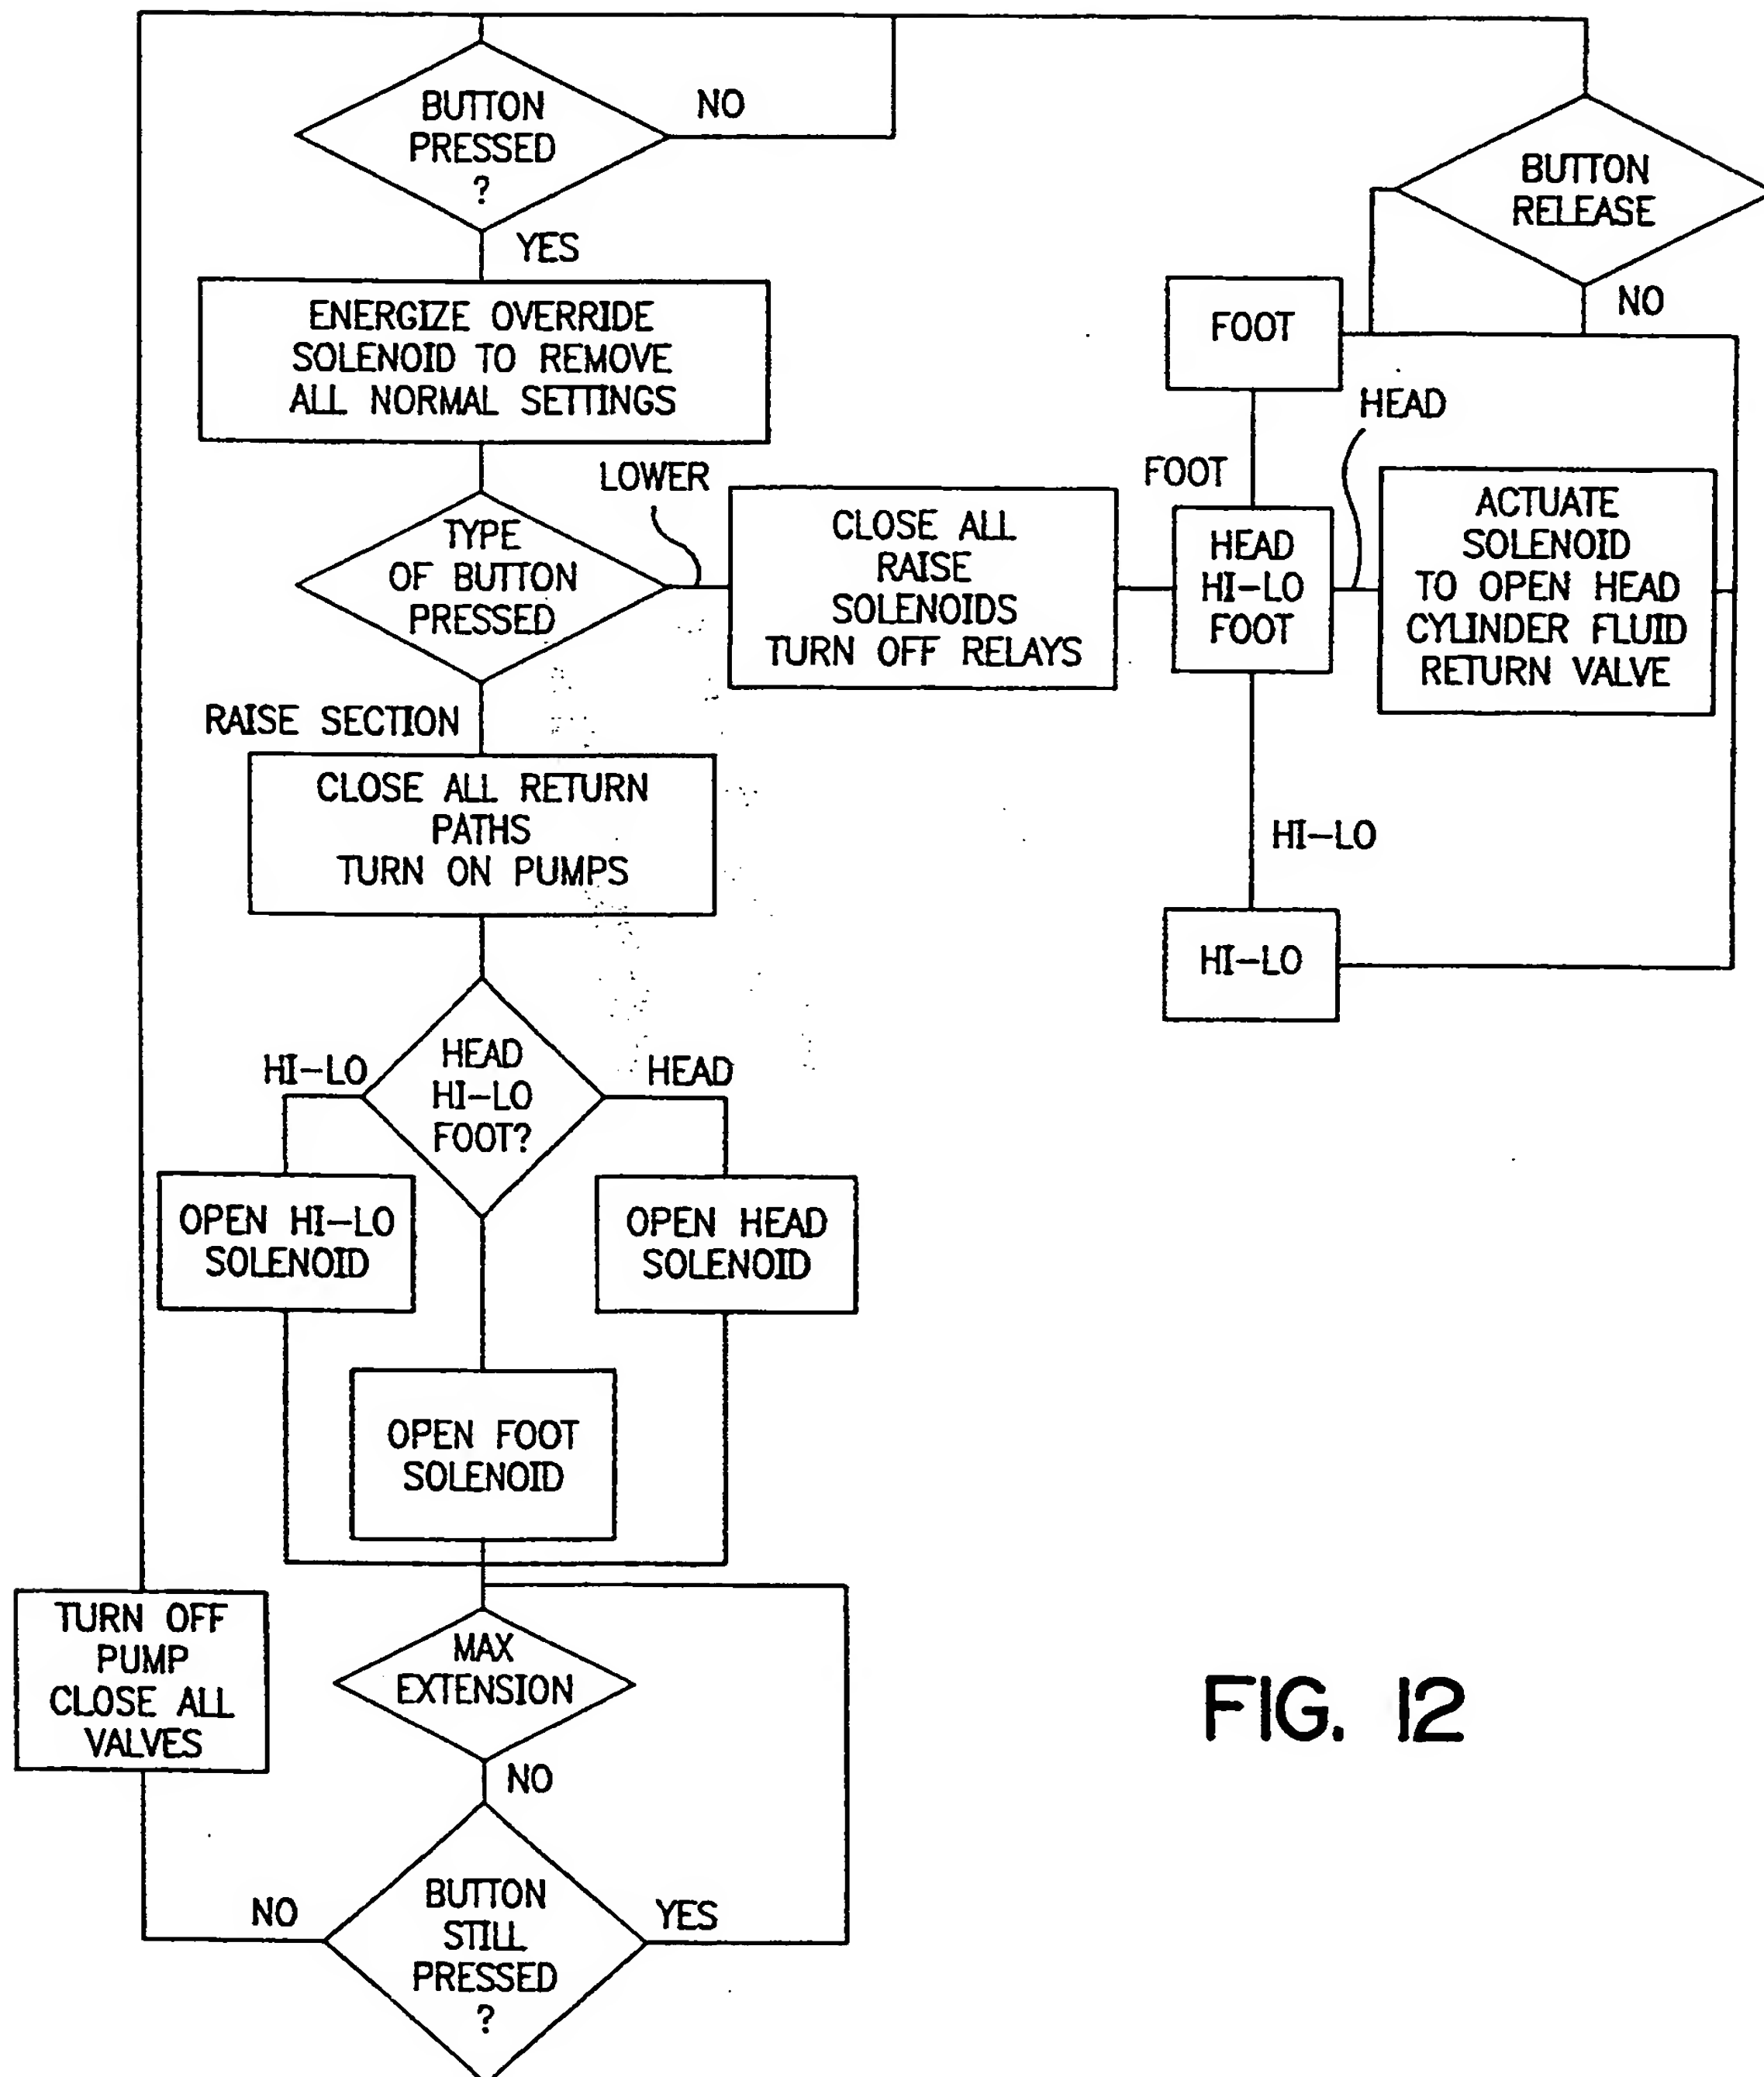 BUTTON
PRESSED
?
NO
YES
BUTTON
RELEASE
NO
ENERGIZE OVERRIDE
SOLENOID TO REMOVE
ALL NORMAL SETTINGS
FOOT
HEAD
LOWER
FOOT
TYPE
OF BUTTON
PRESSED
CLOSE ALL
RAISE
SOLENOIDS
TURN OFF RELAYS
HEAD
HI-LO
FOOT
ACTUATE
SOLENOID
TO OPEN HEAD
CYLINDER FLUID
RETURN VALVE
RAISE SECTION
CLOSE ALL RETURN
PATHS
TURN ON PUMPS
HI-LO
HI-LO
HI-LO
HEAD
HI-LO
FOOT?
HEAD
OPEN HI-LO
SOLENOID
OPEN HEAD
SOLENOID
OPEN FOOT
SOLENOID
TURN OFF
PUMP
CLOSE ALL
VALVES
MAX
EXTENSION
NO
NO
BUTTON
STILL
PRESSED
?
YES
FIG. 12